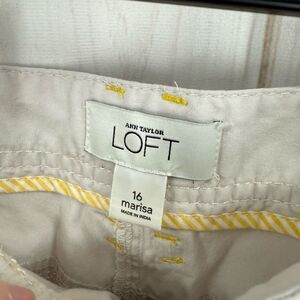 ANN TAYLOR
LOFT
16
marisa
MADE IN INDIA